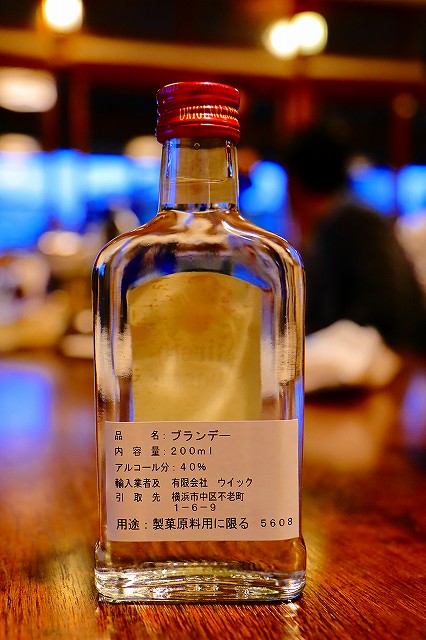 品　　名：ブランデー
内 容 量：200ml
アルコール分：40%
輸入業者及　有限会社　ウイック
引　取　先　横浜市中区不老町
1-6-9
用途：製菓原料用に限る　5608